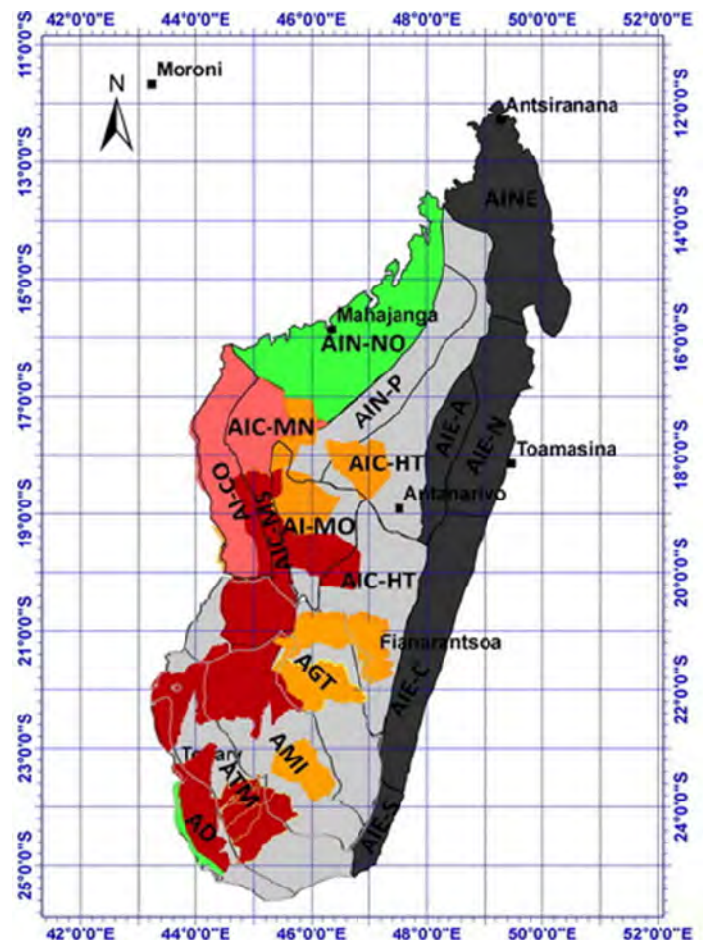 42°0'0"E 44°0'0"E 46°0'0"E 48°0'0"E 50°0'0"E 52°0'0"E
11°0'0"S
Moroni
N
Antsiranana
12°0'0"S
13°0'0"S
AINE
14°0'0"S
15°0'0"S
Mahajanga
AIN-NO
16°0'0"S
17°0'0"S
AIN-P
AIC-MN
AIE-A
AIE-N
Toamasina
AIC-HT
18°0'0"S
AI-CO
AIC-MS
Antanarivo
19°0'0"S
AI-MO
AIC-HT
20°0'0"S
21°0'0"S
Fianarantsoa
AGT
AIE-C
22°0'0"S
23°0'0"S
AMI
ATM
24°0'0"S
AD
AIE-S
25°0'0"S
42°0'0"E 44°0'0"E 46°0'0"E 48°0'0"E 50°0'0"E 52°0'0"E